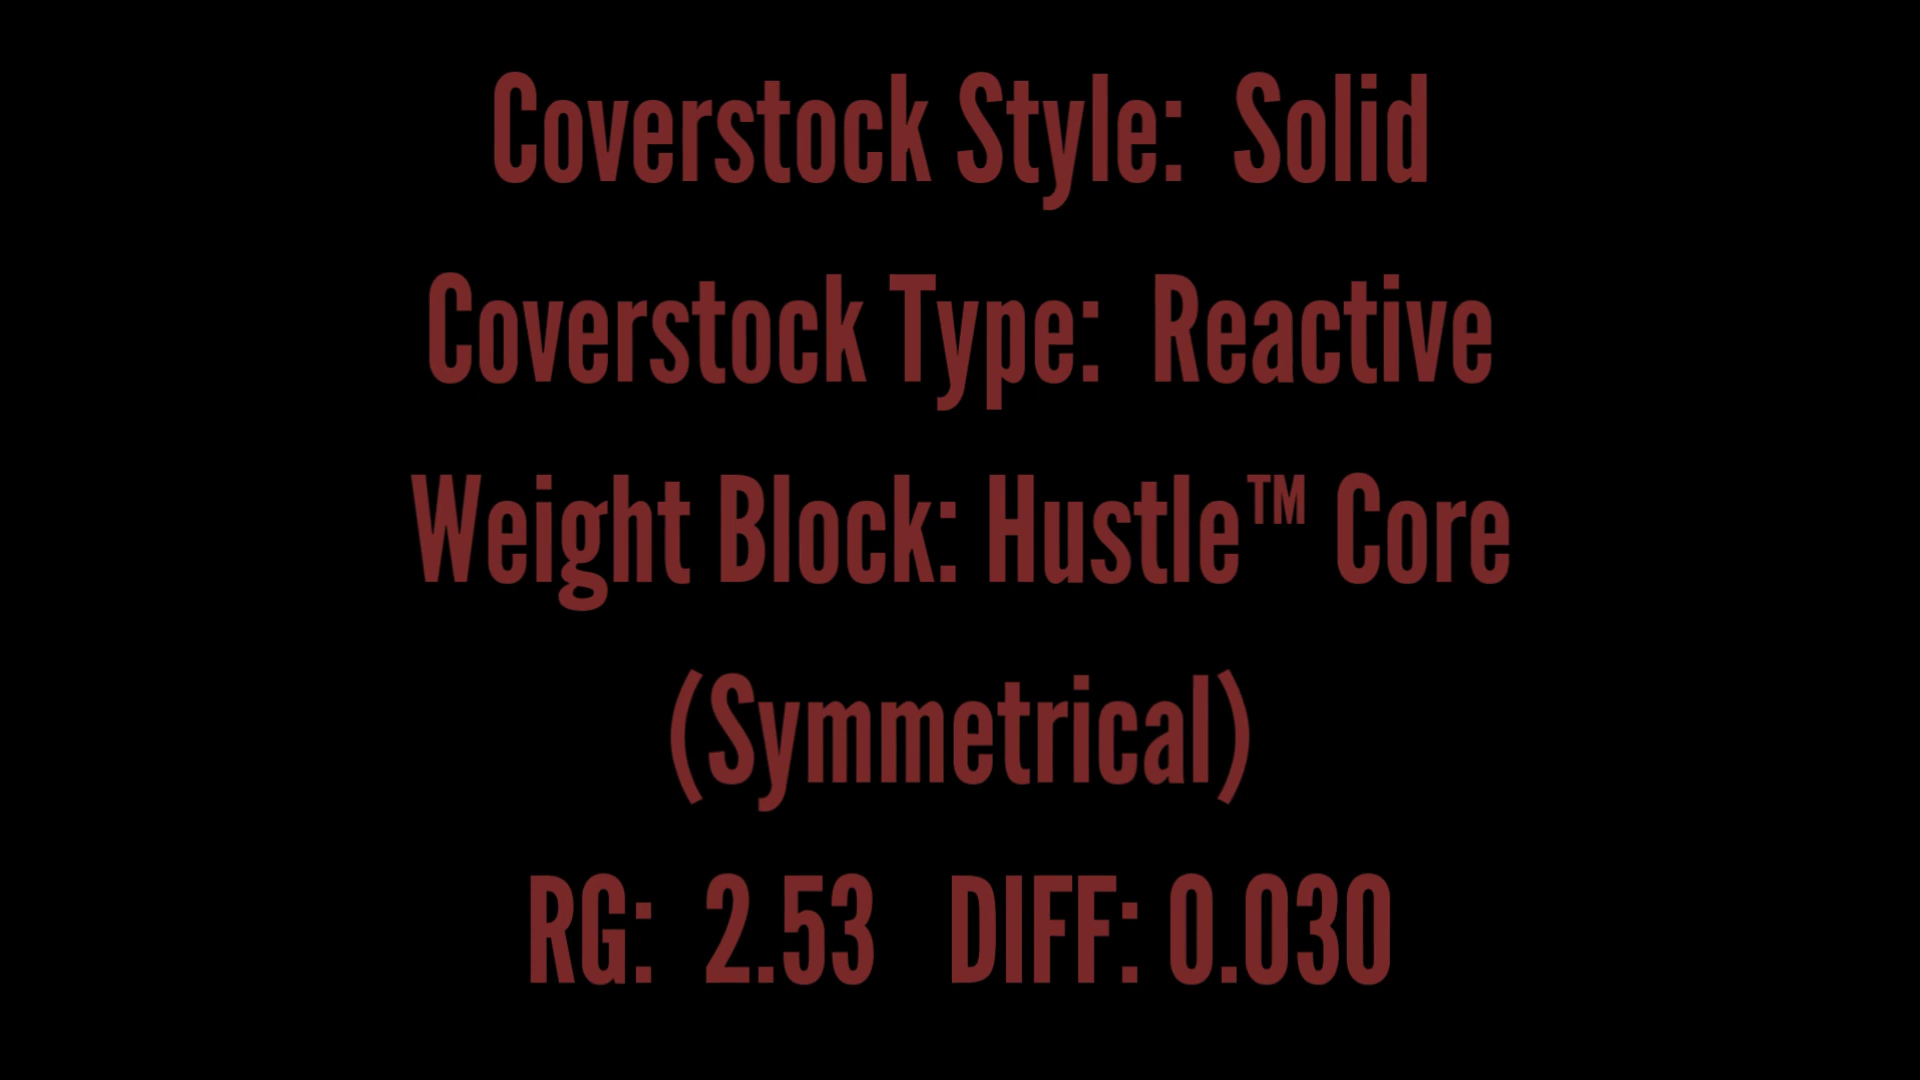 Coverstock Style:  Solid
Coverstock Type:  Reactive
Weight Block: Hustle™ Core
(Symmetrical)
RG:  2.53   DIFF: 0.030